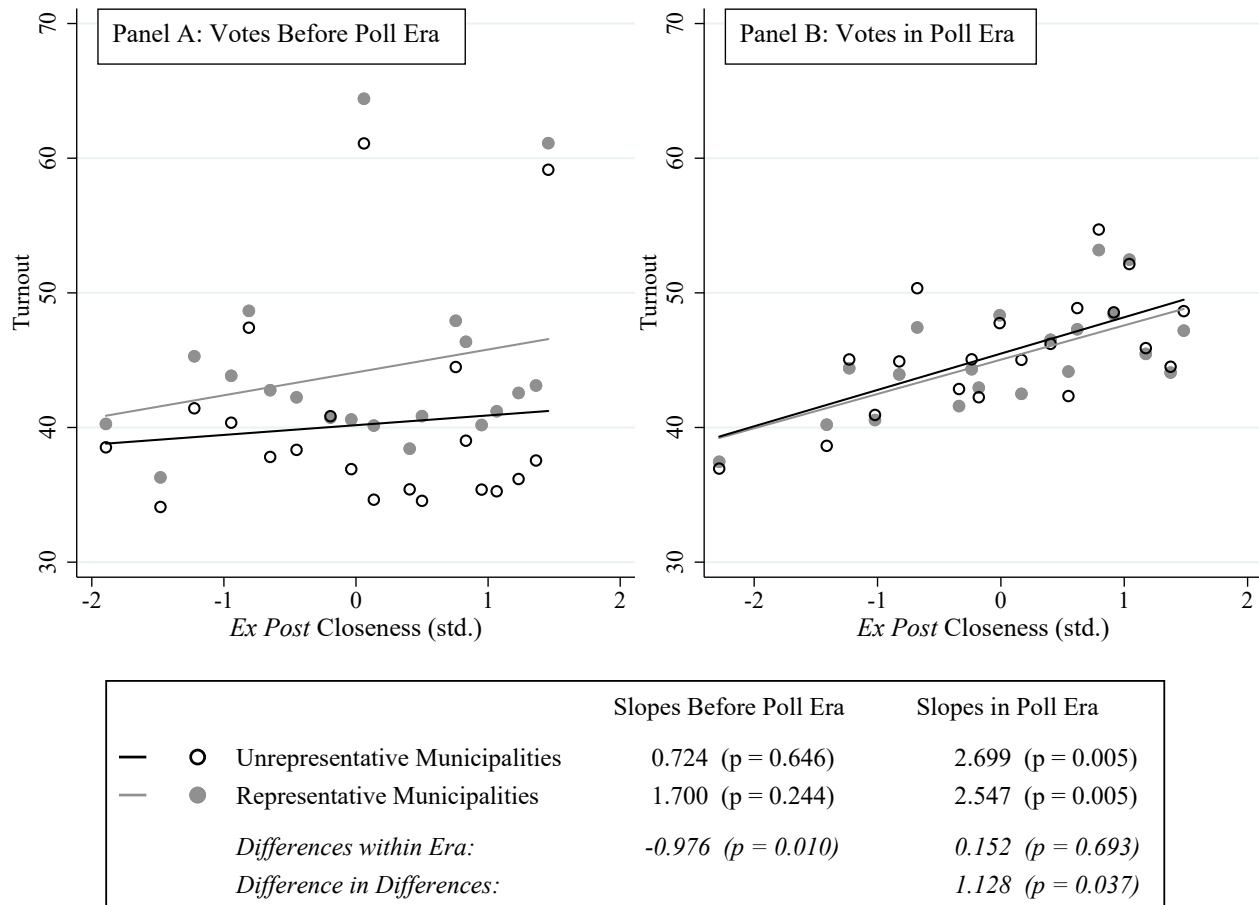 Panel A: Votes Before Poll Era
70
60
50
40
30
Turnout
-2 -1 0 1 2
Ex Post Closeness (std.)
Panel B: Votes in Poll Era
70
60
50
40
30
Turnout
-2 -1 0 1 2
Ex Post Closeness (std.)
Slopes Before Poll Era Slopes in Poll Era
Unrepresentative Municipalities 0.724 (p = 0.646) 2.699 (p = 0.005)
Representative Municipalities 1.700 (p = 0.244) 2.547 (p = 0.005)
Differences within Era: -0.976 (p = 0.010) 0.152 (p = 0.693)
Difference in Differences: 1.128 (p = 0.037)